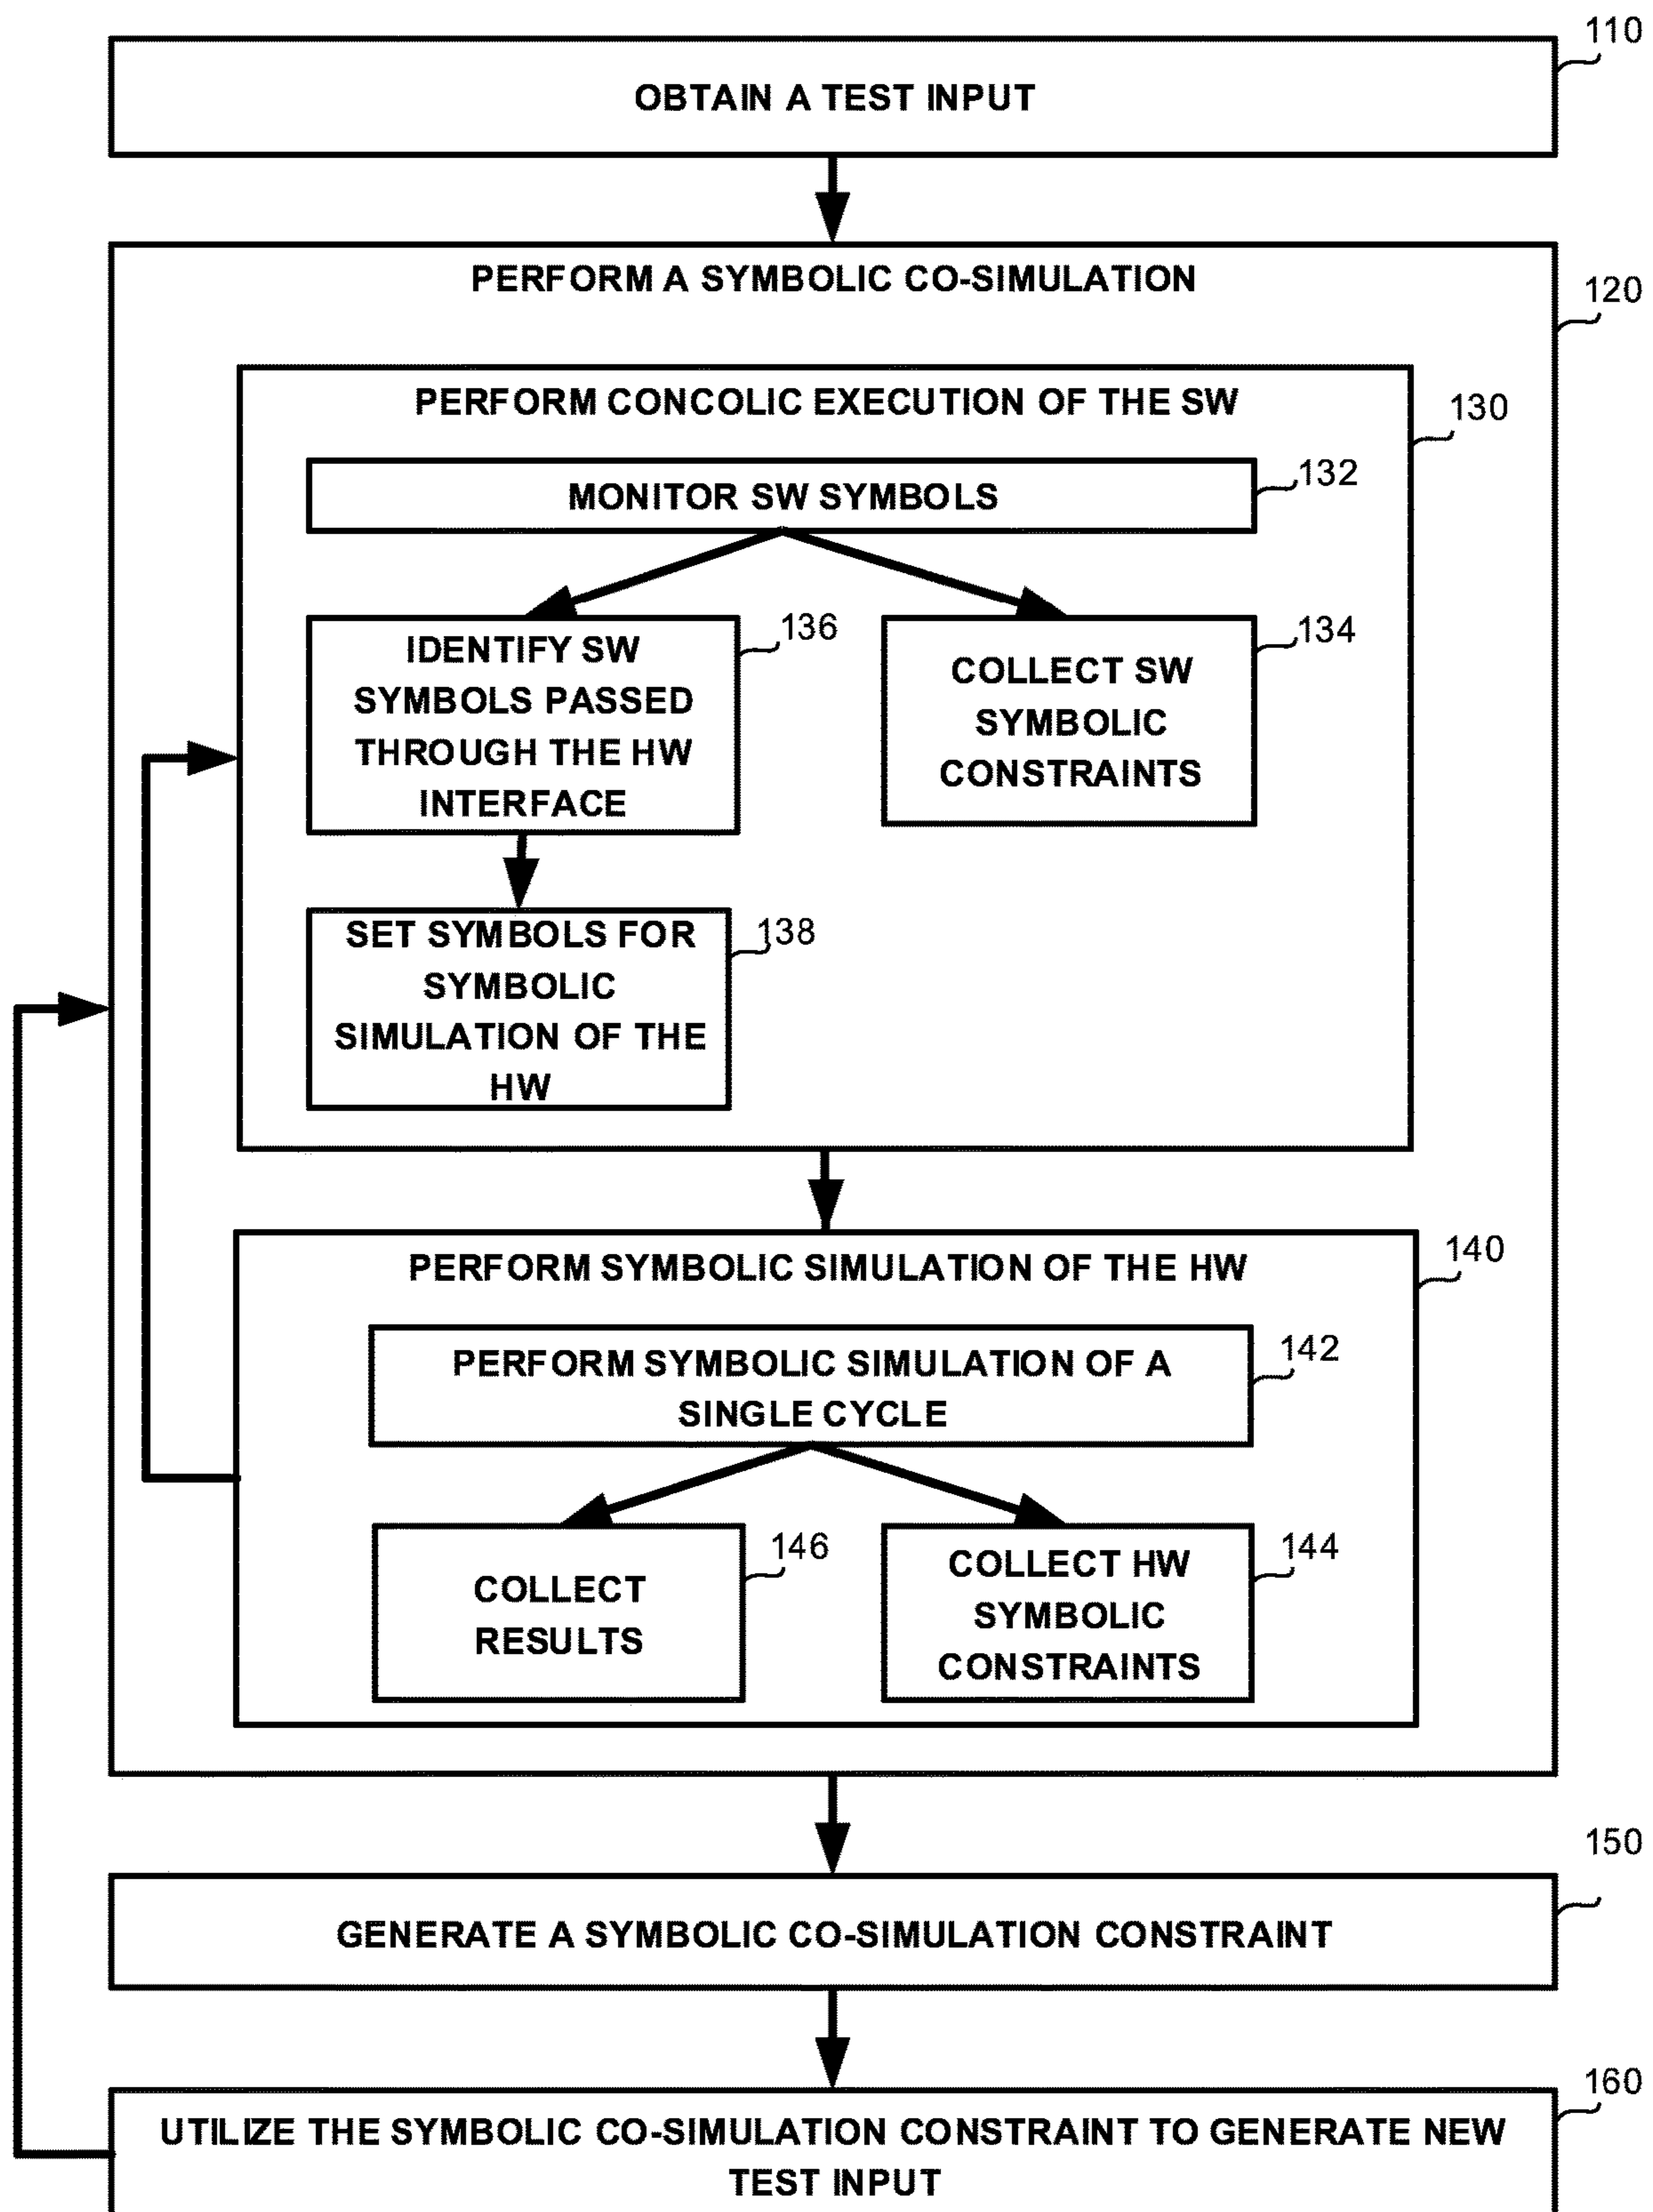 110
OBTAIN A TEST INPUT
PERFORM A SYMBOLIC CO-SIMULATION
120
PERFORM CONCOLIC EXECUTION OF THE SW
130
MONITOR SW SYMBOLS
132
IDENTIFY SW
SYMBOLS PASSED
THROUGH THE HW
INTERFACE
136
COLLECT SW
SYMBOLIC
CONSTRAINTS
134
SET SYMBOLS FOR
SYMBOLIC
SIMULATION OF THE
HW
138
PERFORM SYMBOLIC SIMULATION OF THE HW
140
PERFORM SYMBOLIC SIMULATION OF A
SINGLE CYCLE
142
COLLECT
RESULTS
146
COLLECT HW
SYMBOLIC
CONSTRAINTS
144
150
GENERATE A SYMBOLIC CO-SIMULATION CONSTRAINT
160
UTILIZE THE SYMBOLIC CO-SIMULATION CONSTRAINT TO GENERATE NEW
TEST INPUT